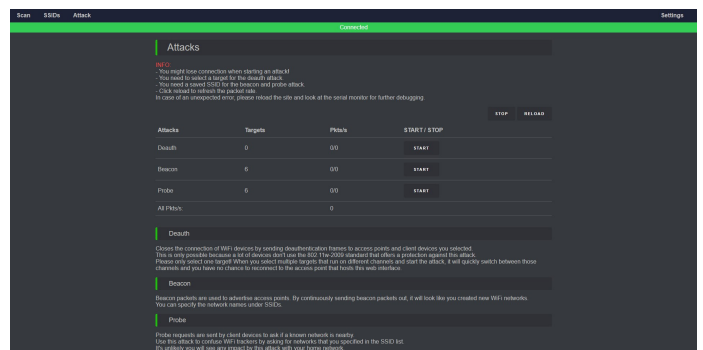 Scan SSIDs Attack Settings
Connected
Attacks
INFO:
- You might lose connection when starting an attack!
- You need to select a target for the deauth attack.
- You need a saved SSID for the beacon and probe attack.
- Click reload to refresh the packet rate.
In case of an unexpected error, please reload the site and look at the serial monitor for further debugging.
STOP RELOAD
Attacks Targets Pkts/s START / STOP
Deauth 0 0/0 START
Beacon 6 0/0 START
Probe 6 0/0 START
All Pkts/s: 0
Deauth
Closes the connection of WiFi devices by sending deauthentication frames to access points and client devices you selected.
This is only possible because a lot of devices don't use the 802.11w-2009 standard that offers a protection against this attack.
Please only select one target! When you select multiple targets that run on different channels and start the attack, it will quickly switch between those
channels and you have no chance to reconnect to the access point that hosts this web interface.
Beacon
Beacon packets are used to advertise access points. By continuously sending beacon packets out, it will look like you created new WiFi networks.
You can specify the network names under SSIDs.
Probe
Probe requests are sent by client devices to ask if a known network is nearby.
Use this attack to confuse WiFi trackers by asking for networks that you specified in the SSID list.
It's unlikely you will see any impact by this attack with your home network.